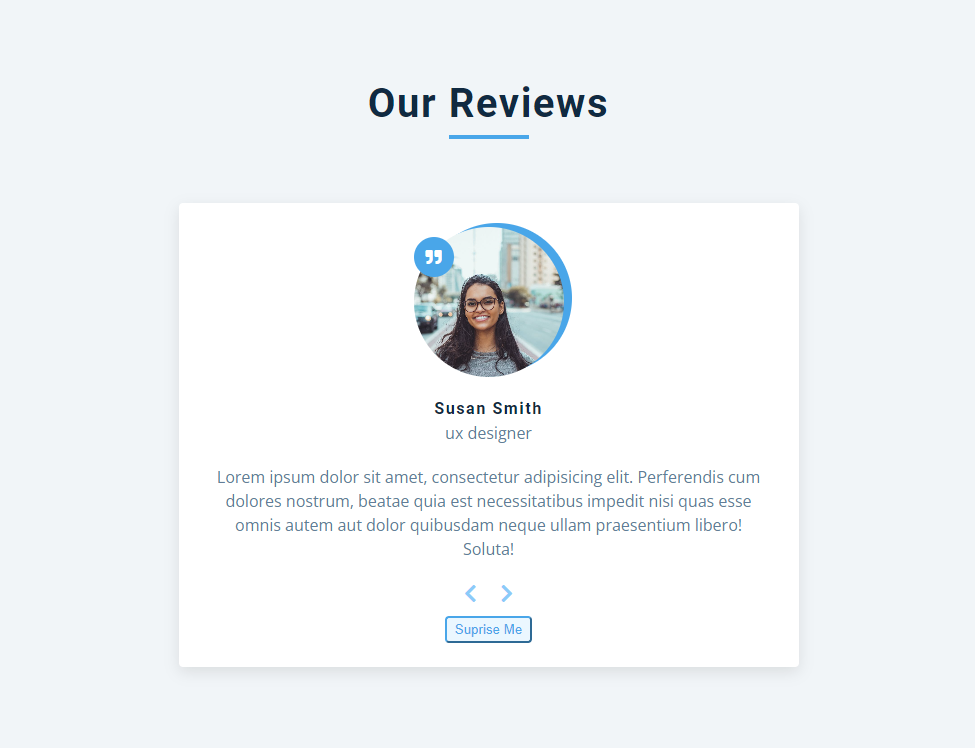 Our Reviews
Susan Smith
ux designer
Lorem ipsum dolor sit amet, consectetur adipisicing elit. Perferendis cum
dolores nostrum, beatae quia est necessitatibus impedit nisi quas esse
omnis autem aut dolor quibusdam neque ullam praesentium libero!
Soluta!
Suprise Me